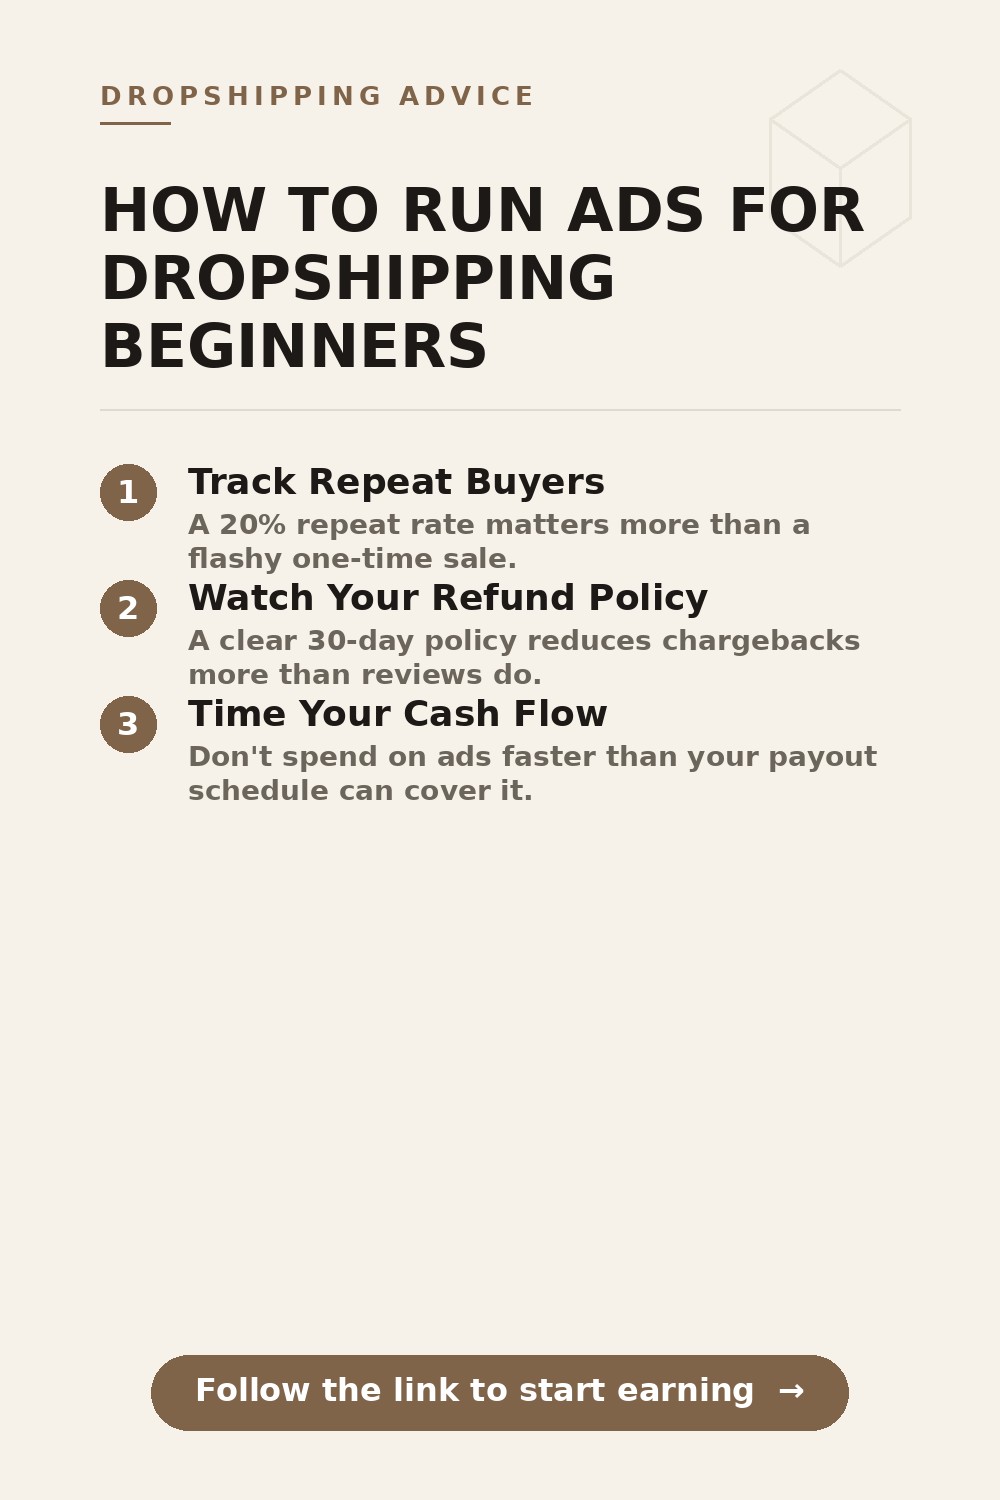 DROPSHIPPING ADVICE
HOW TO RUN ADS FOR
DROPSHIPPING
BEGINNERS
1 Track Repeat Buyers
A 20% repeat rate matters more than a
flashy one-time sale.
2 Watch Your Refund Policy
A clear 30-day policy reduces chargebacks
more than reviews do.
3 Time Your Cash Flow
Don't spend on ads faster than your payout
schedule can cover it.
Follow the link to start earning →